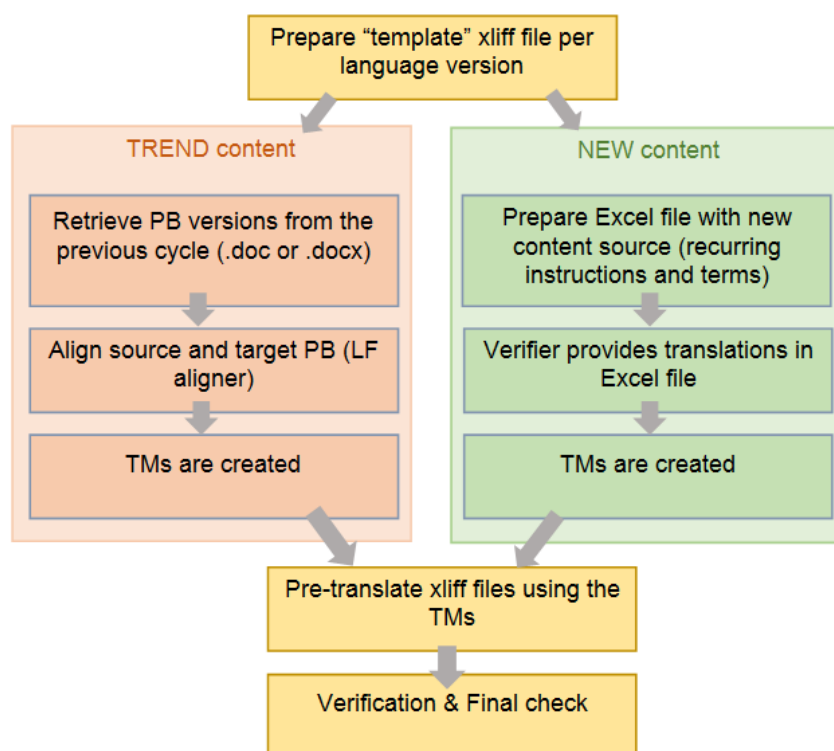 Prepare “template” xliff file per
language version
TREND content
Retrieve PB versions from the
previous cycle (.doc or .docx)
Align source and target PB (LF
aligner)
TMs are created
NEW content
Prepare Excel file with new
content source (recurring
instructions and terms)
Verifier provides translations in
Excel file
TMs are created
Pre-translate xliff files using the
TMs
Verification & Final check